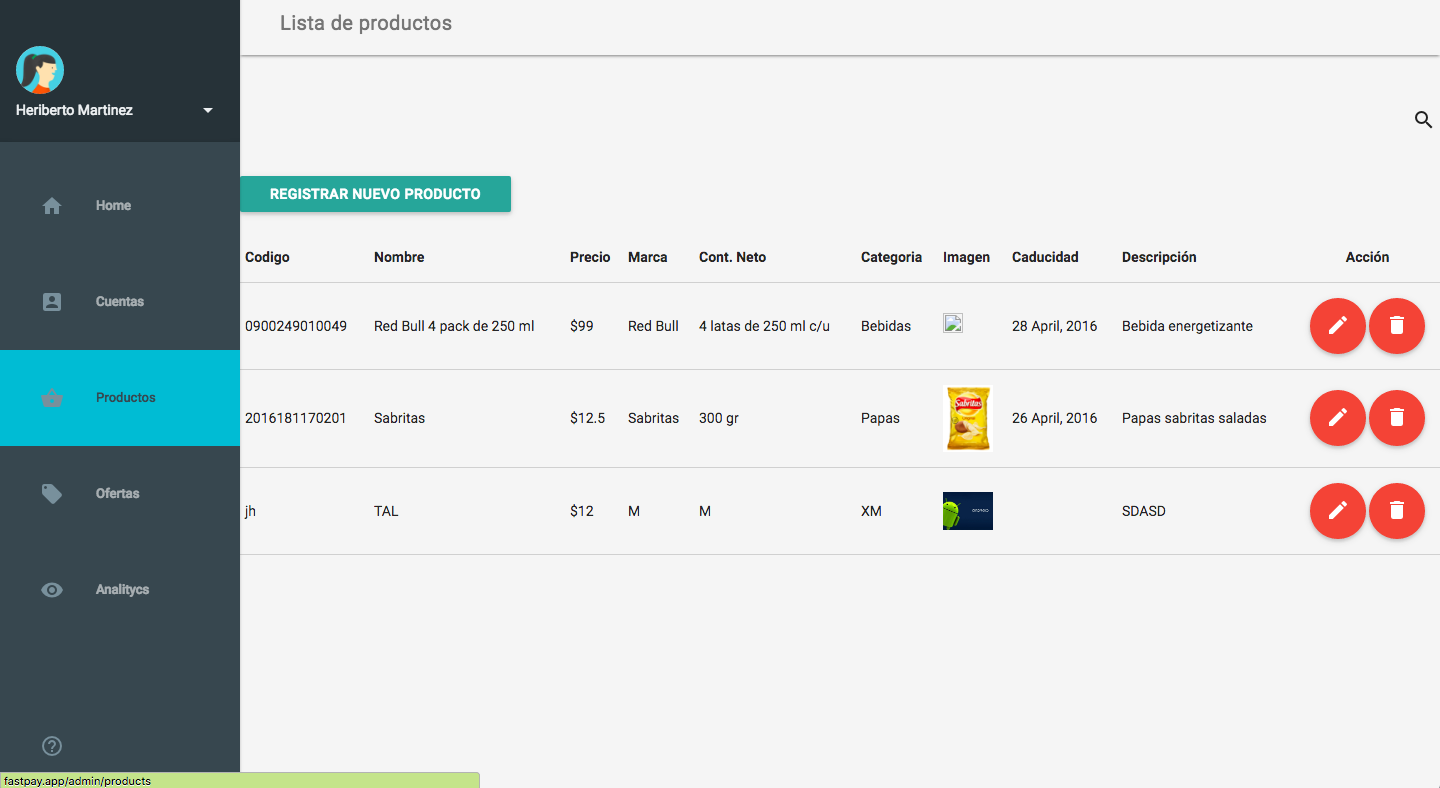 Lista de productos
Heriberto Martinez
Home
Cuentas
Productos
Ofertas
Analitycs
REGISTRAR NUEVO PRODUCTO
Codigo Nombre Precio Marca Cont. Neto Categoria Imagen Caducidad Descripción Acción
0900249010049 Red Bull 4 pack de 250 ml $99 Red Bull 4 latas de 250 ml c/u Bebidas 28 April, 2016 Bebida energetizante
2016181170201 Sabritas $12.5 Sabritas 300 gr Papas Sabritas 26 April, 2016 Papas sabritas saladas
jh TAL $12 M M XM SDASD
fastpay.app/admin/products